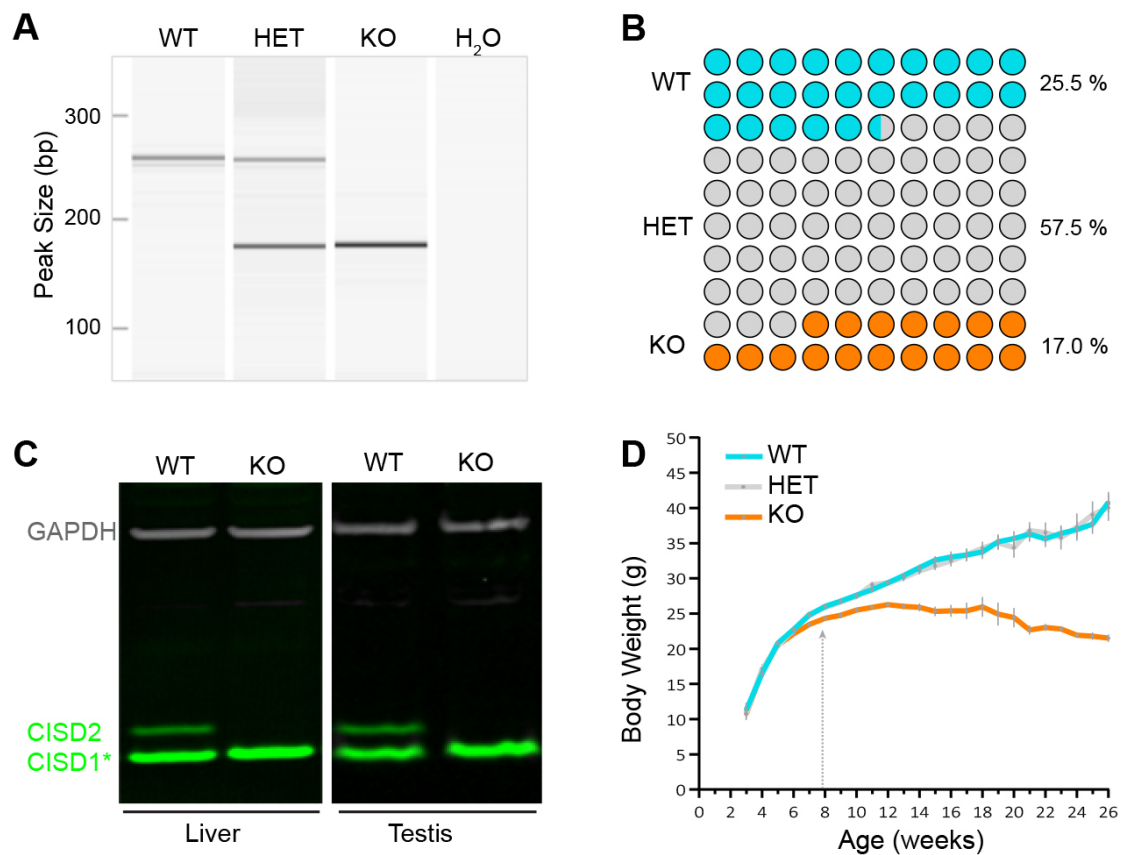 A
WT HET KO H₂O
Peak Size (bp)
300
200
100
B
WT
25.5 %
HET
57.5 %
KO
17.0 %
C
WT KO WT KO
GAPDH
CISD2
CISD1*
Liver Testis
D
WT
HET
KO
Body Weight (g)
50
45
40
35
30
25
20
15
10
5
0
0 2 4 6 8 10 12 14 16 18 20 22 24 26
Age (weeks)